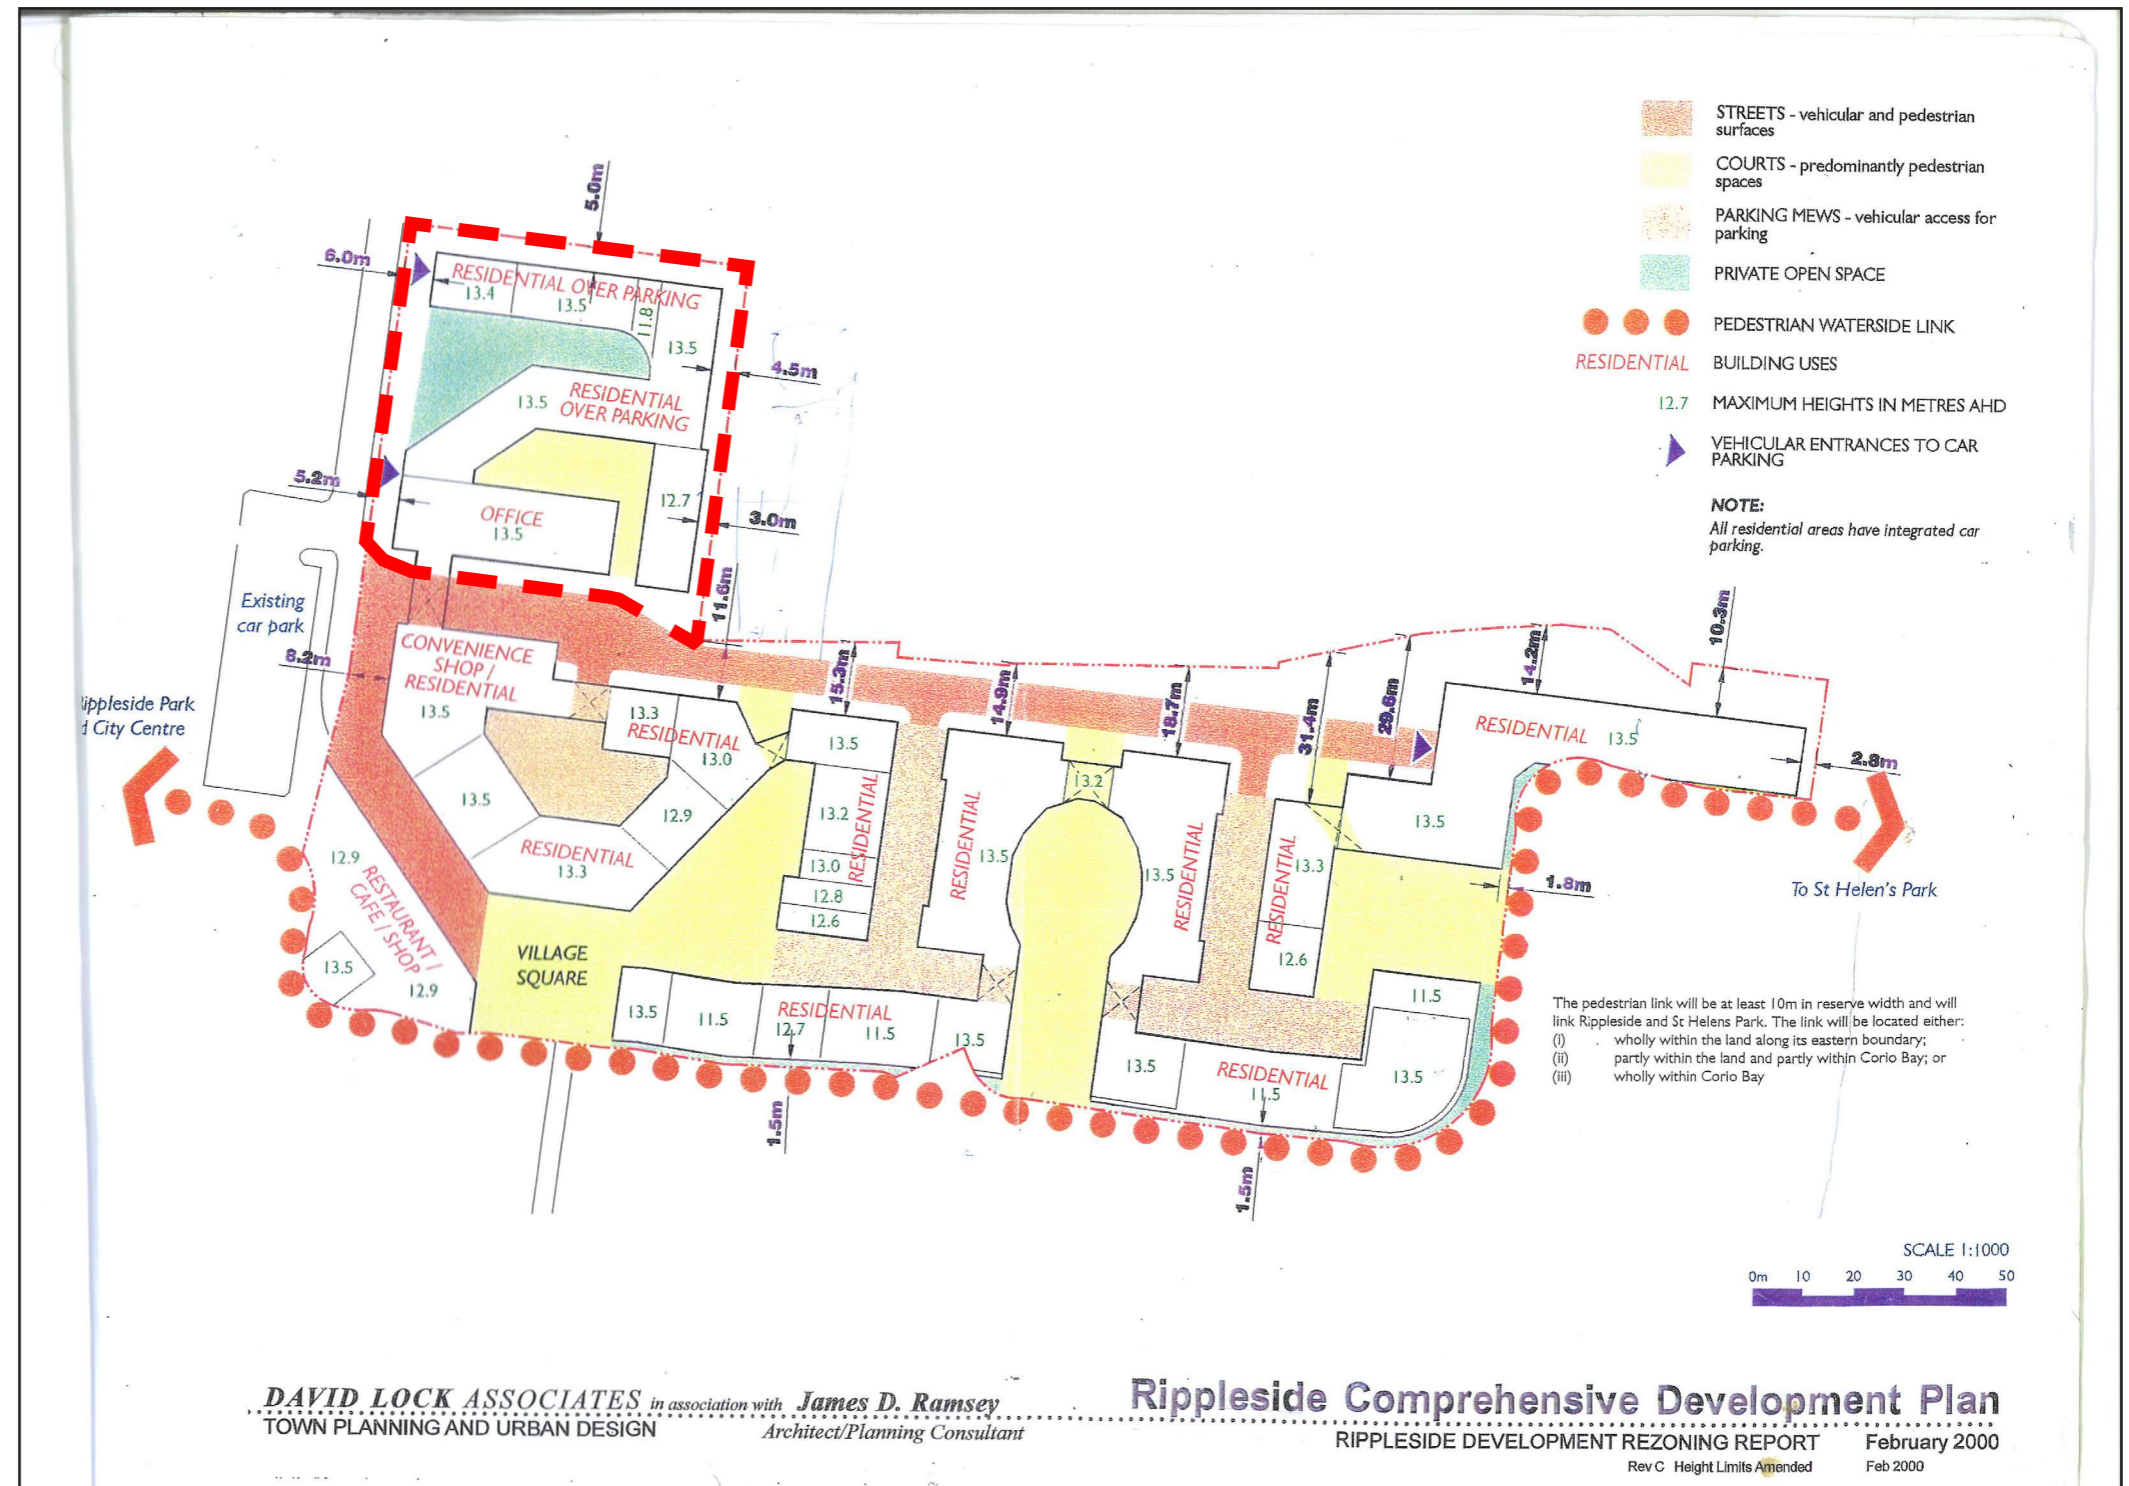 STREETS - vehicular and pedestrian
surfaces
COURTS - predominantly pedestrian
spaces
PARKING MEWS - vehicular access for
parking
PRIVATE OPEN SPACE
PEDESTRIAN WATERSIDE LINK
RESIDENTIAL BUILDING USES
12.7 MAXIMUM HEIGHTS IN METRES AHD
VEHICULAR ENTRANCES TO CAR
PARKING
NOTE:
All residential areas have integrated car
parking.
5.0m
6.0m
RESIDENTIAL OVER PARKING
13.4
13.5
11.8
13.5
4.5m
13.5
RESIDENTIAL
OVER PARKING
5.2m
12.7
3.0m
OFFICE
13.5
11.6m
Existing
car park
8.2m
CONVENIENCE
SHOP /
RESIDENTIAL
13.5
ippleside Park
d City Centre
13.3
RESIDENTIAL
13.0
15.3m
14.9m
18.7m
31.4m
29.6m
14.2m
10.3m
RESIDENTIAL 13.5
2.8m
13.5
13.2
13.5
13.2
RESIDENTIAL
13.0
12.8
12.6
12.9
RESIDENTIAL
13.3
RESIDENTIAL
13.5
13.5
RESIDENTIAL
RESIDENTIAL
13.3
12.6
13.5
1.8m
To St Helen's Park
12.9
RESTAURANT /
CAFE / SHOP
13.5
12.9
VILLAGE
SQUARE
13.5
11.5
RESIDENTIAL
12.7
11.5
13.5
13.5
RESIDENTIAL
11.5
11.5
13.5
1.5m
1.5m
The pedestrian link will be at least 10m in reserve width and will
link Rippleside and St Helens Park. The link will be located either:
(i) wholly within the land along its eastern boundary;
(ii) partly within the land and partly within Corio Bay; or
(iii) wholly within Corio Bay
SCALE 1:1000
0m 10 20 30 40 50
DAVID LOCK ASSOCIATES in association with James D. Ramsey
TOWN PLANNING AND URBAN DESIGN Architect/Planning Consultant
Rippleside Comprehensive Development Plan
RIPPLESIDE DEVELOPMENT REZONING REPORT February 2000
Rev C Height Limits Amended Feb 2000